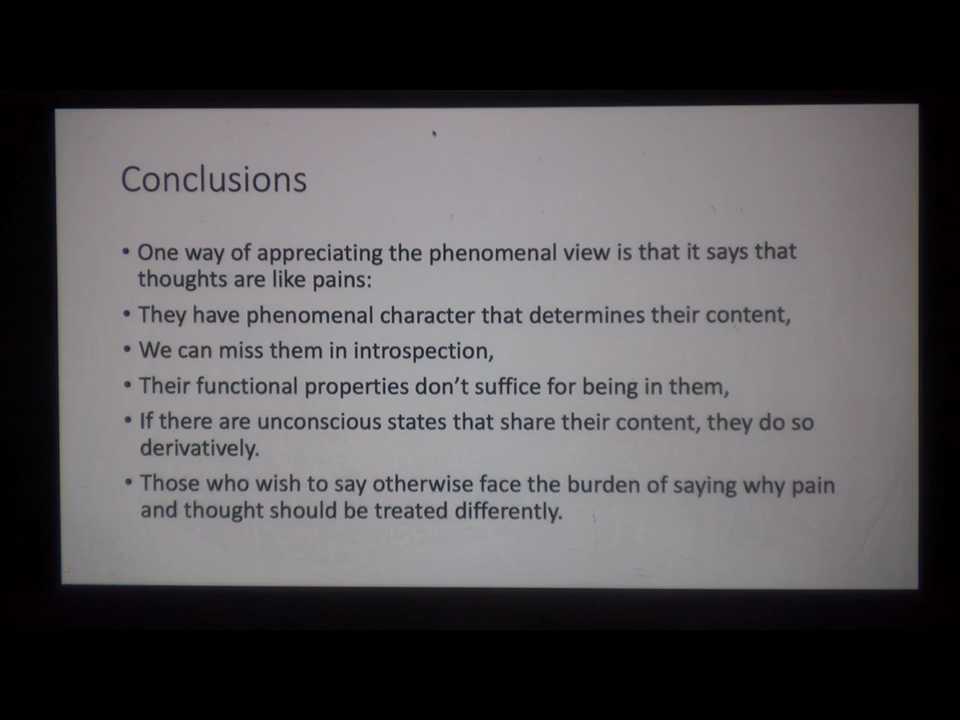 Conclusions
• One way of appreciating the phenomenal view is that it says that
thoughts are like pains:
• They have phenomenal character that determines their content,
• We can miss them in introspection,
• Their functional properties don’t suffice for being in them,
• If there are unconscious states that share their content, they do so
derivatively.
• Those who wish to say otherwise face the burden of saying why pain
and thought should be treated differently.